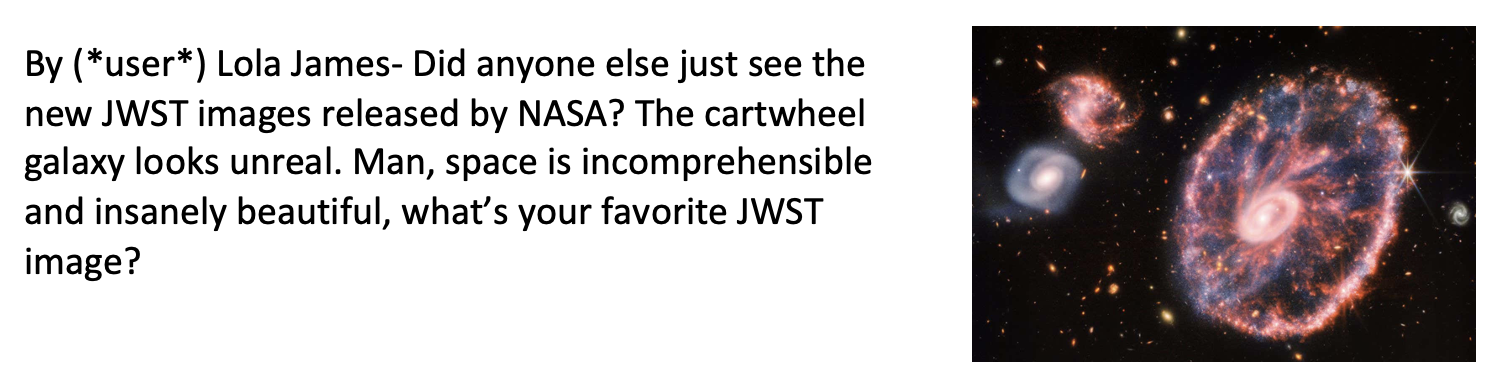 By (*user*) Lola James- Did anyone else just see the
new JWST images released by NASA? The cartwheel
galaxy looks unreal. Man, space is incomprehensible
and insanely beautiful, what’s your favorite JWST
image?